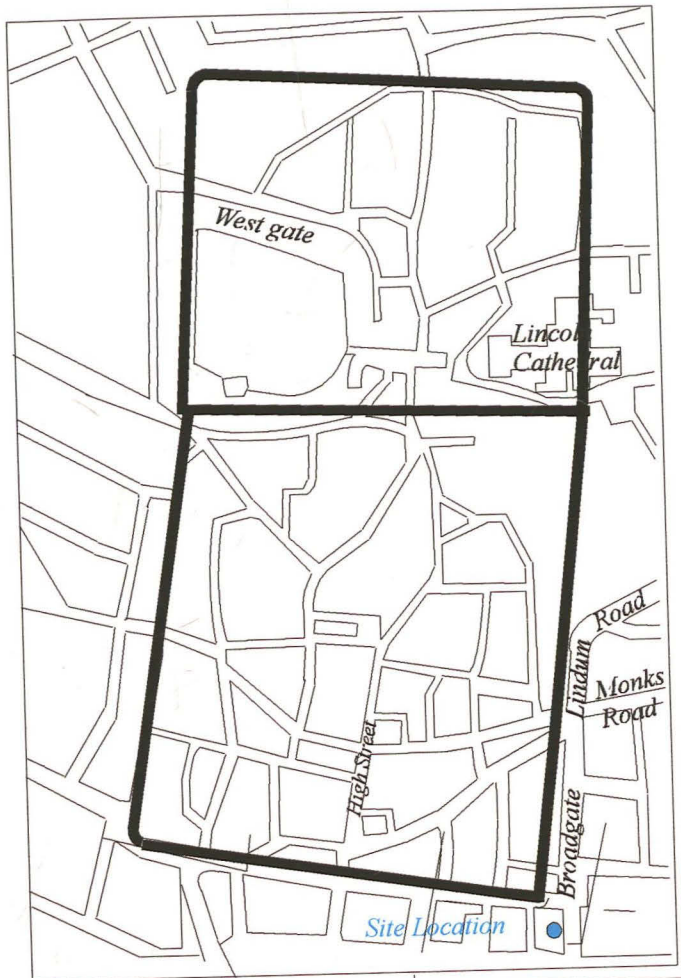 West gate
Lincoln
Cathedral
Lindum Road
Monks
Road
High Street
Broadgate
Site Location